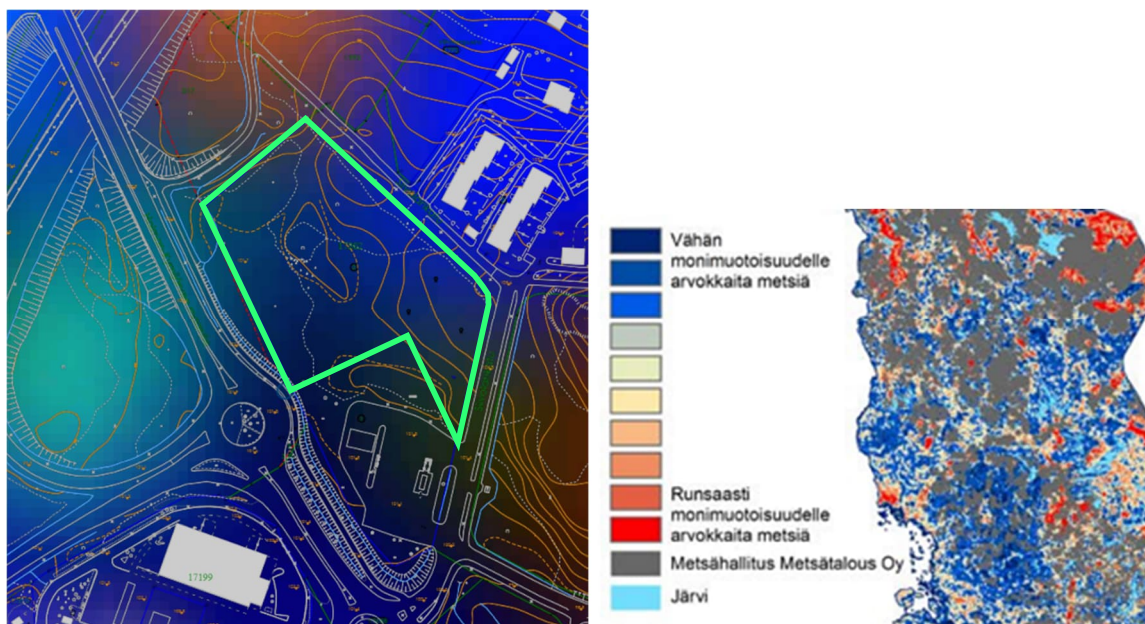 17199
Vähän
monimuotoisuudelle
arvokkaita metsiä
Runsaasti
monimuotoisuudelle
arvokkaita metsiä
Metsähallitus Metsätalous Oy
Järvi